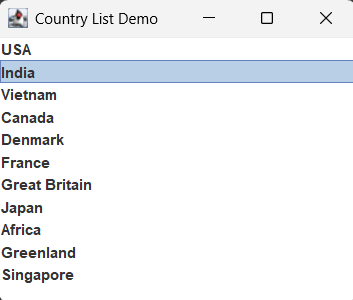 Country List Demo
USA
India
Vietnam
Canada
Denmark
France
Great Britain
Japan
Africa
Greenland
Singapore